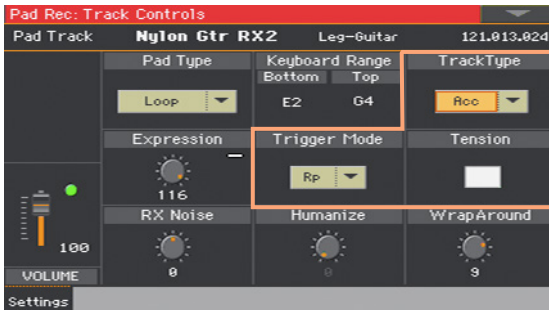 Pad Rec: Track Controls
Pad Track Nylon Gtr RX2 Leg-Guitar 121.013.024
Pad Type Keyboard Range TrackType
Bottom Top
Loop E2 G4 Acc
Expression Trigger Mode Tension
Rp
116
RX Noise Humanize WrapAround
100
0 0 9
VOLUME
Settings